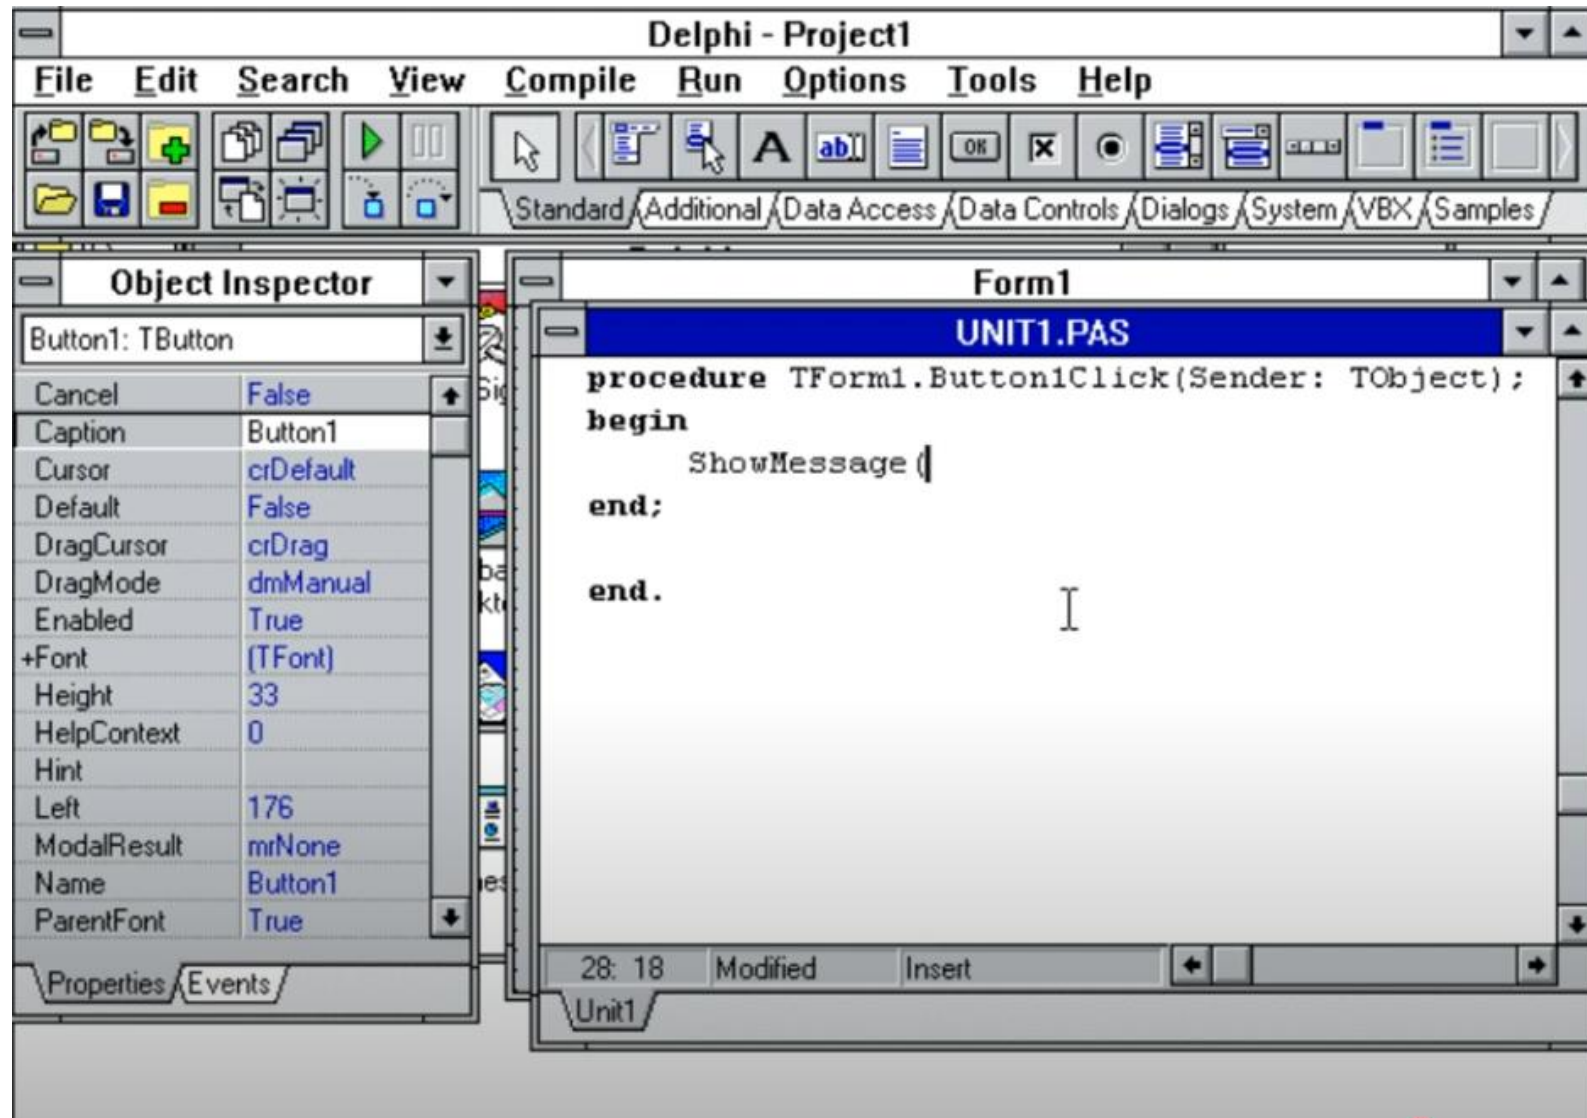 Delphi - Project1
File Edit Search View Compile Run Options Tools Help
A ab OK
Standard Additional Data Access Data Controls Dialogs System VBX Samples
Object Inspector
Button1: TButton
Cancel False
Caption Button1
Cursor crDefault
Default False
DragCursor crDrag
DragMode dmManual
Enabled True
+Font (TFont)
Height 33
HelpContext 0
Hint
Left 176
ModalResult mrNone
Name Button1
ParentFont True
Properties Events
Form1
UNIT1.PAS
procedure TForm1.Button1Click(Sender: TObject);
begin
ShowMessage(
end;
end.
28: 18 Modified Insert
Unit1